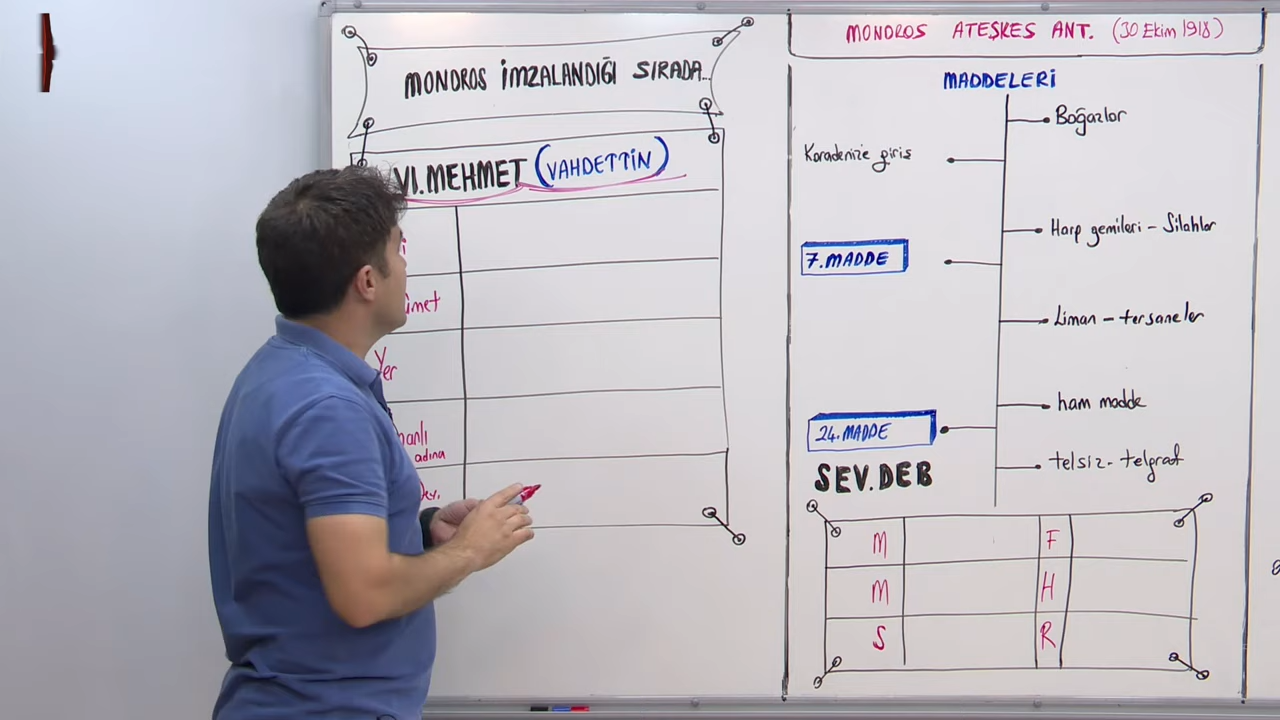 MONDROS İMZALANDIĞI SIRADA...
VI. MEHMET (VAHDETTİN)
Yer
adına
MONDROS ATEŞKES ANT. (30 Ekim 1918)
MADDELERİ
Boğazlar
Karadenize giriş
Harp gemileri - Silahlar
7. MADDE
Liman - tersaneler
ham madde
24. MADDE
telsiz - telgraf
SEV. DEB
M F
M H
S R